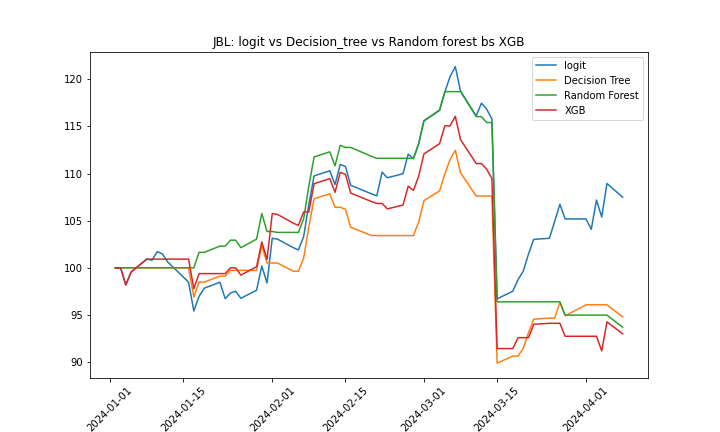 JBL: logit vs Decision_tree vs Random forest bs XGB
logit
Decision Tree
Random Forest
XGB
120
115
110
105
100
95
90
2024-01-01
2024-01-15
2024-02-01
2024-02-15
2024-03-01
2024-03-15
2024-04-01